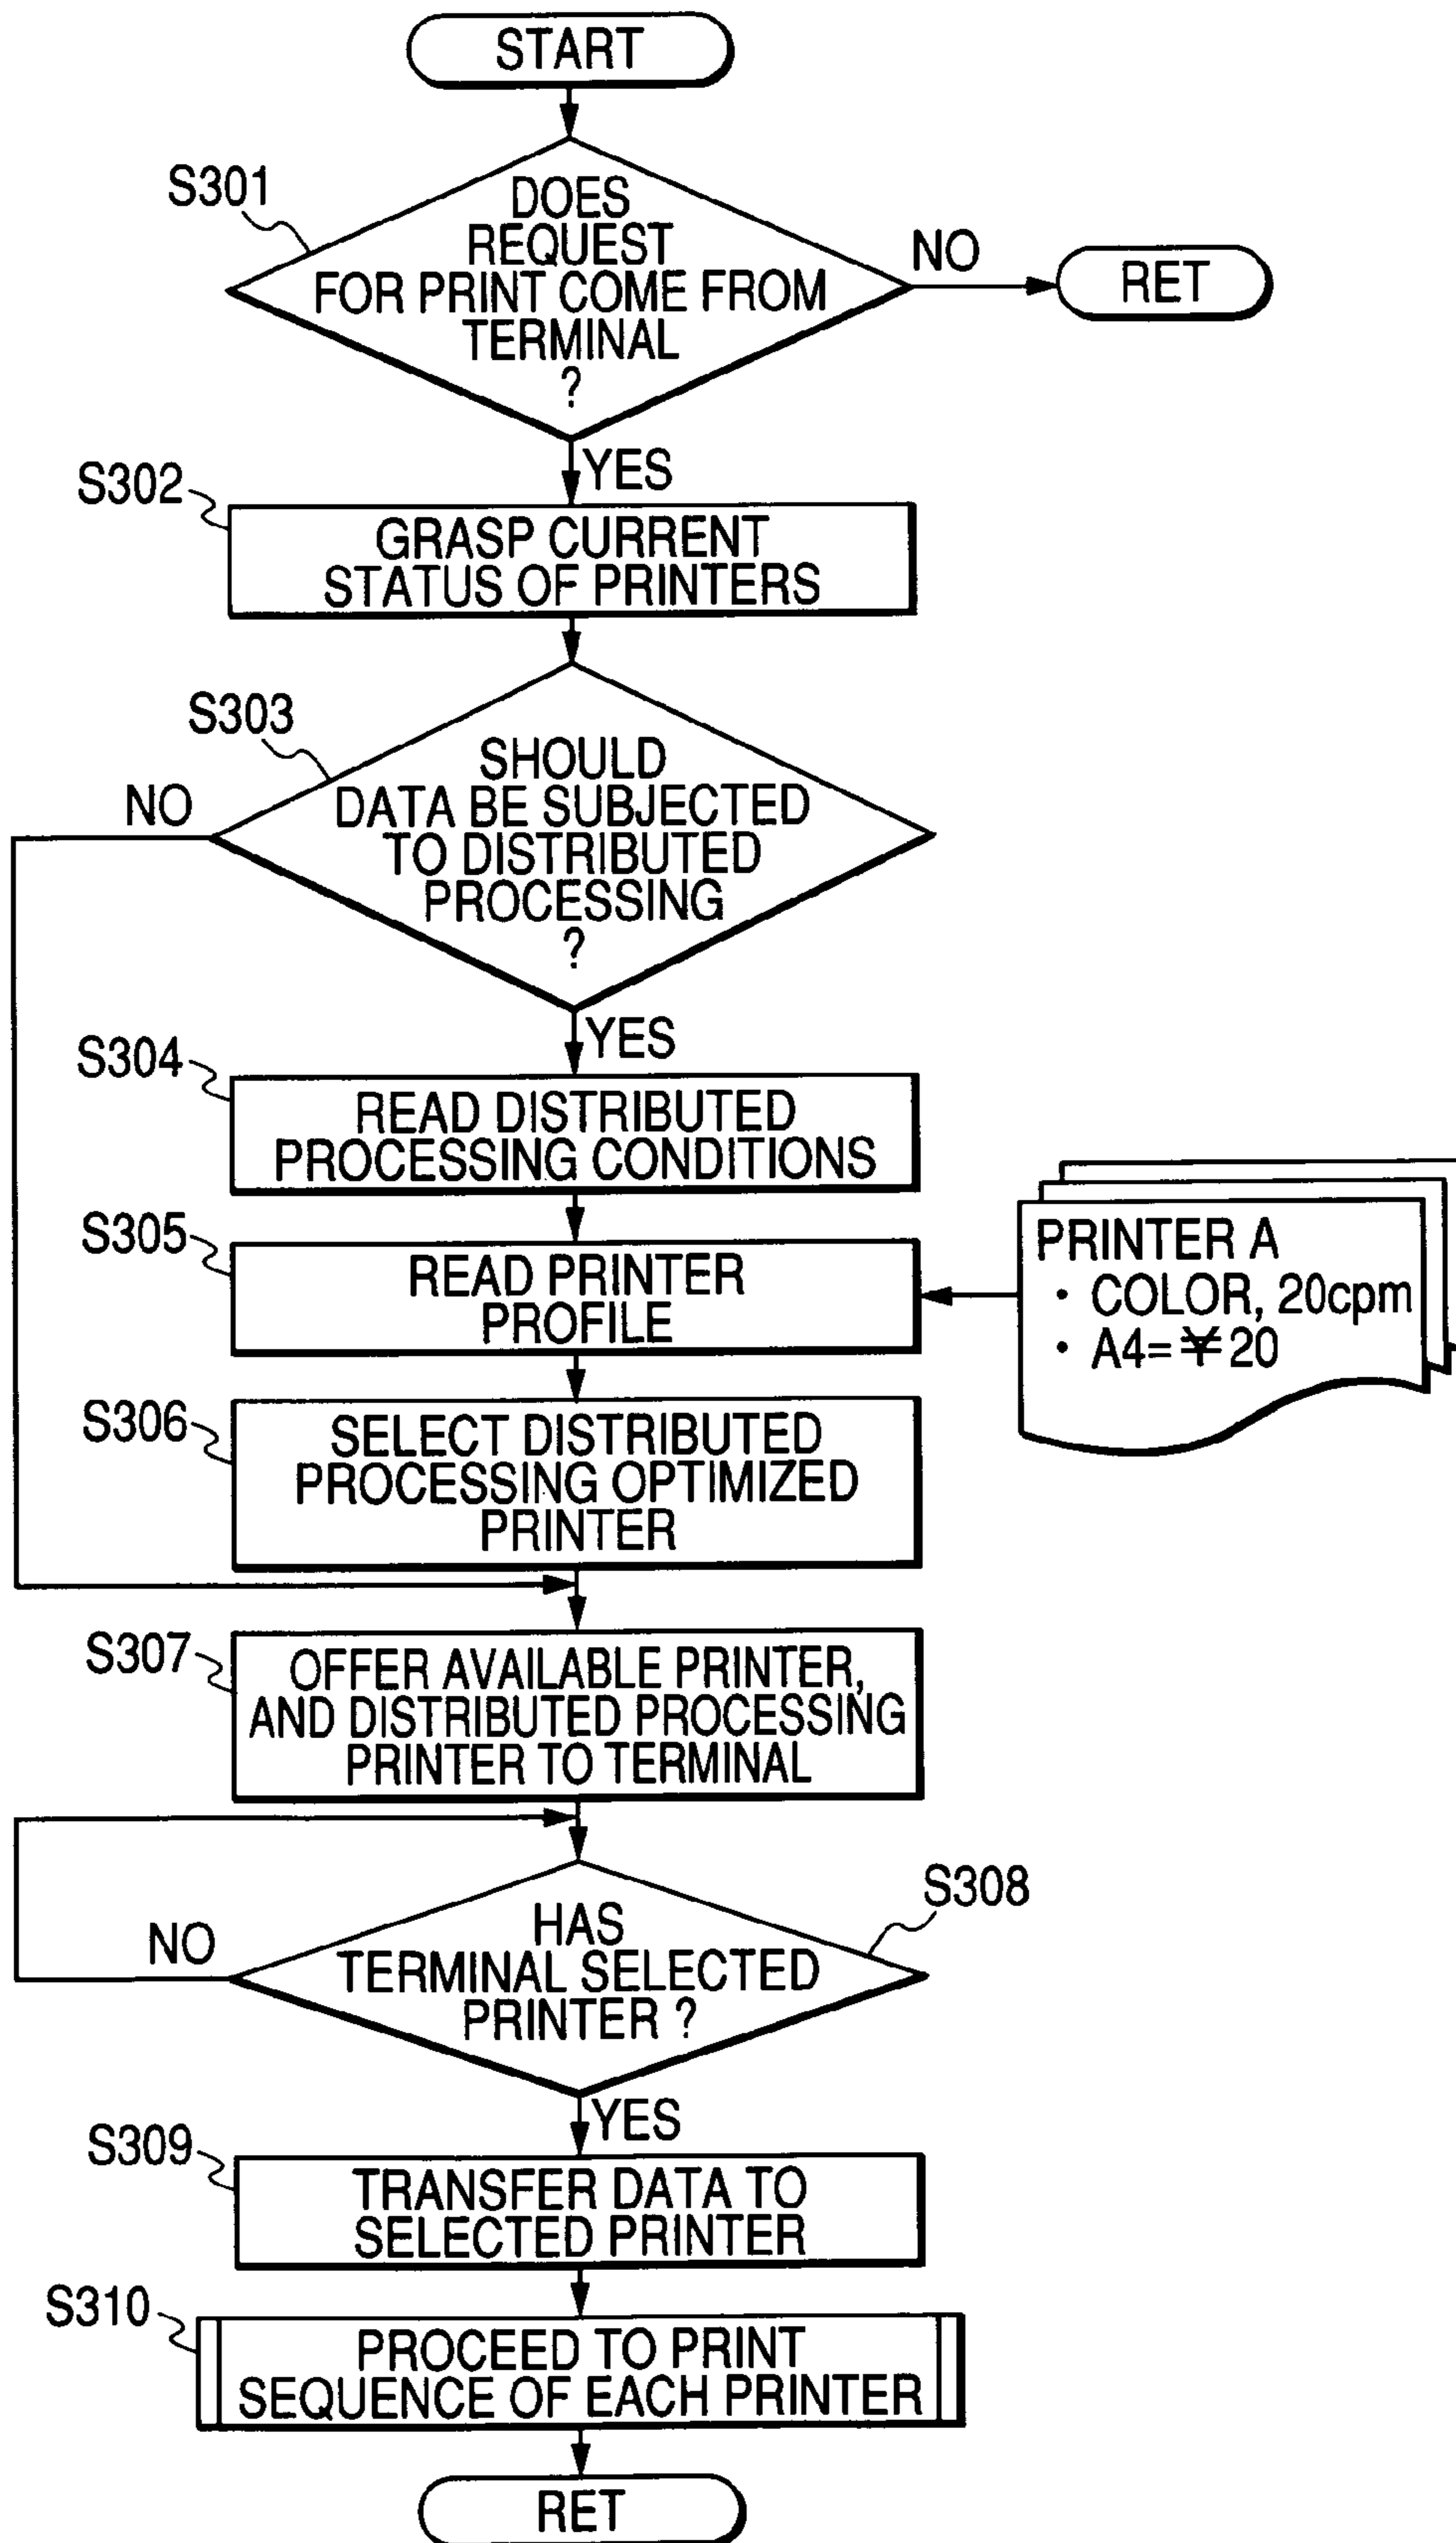 START
S301
DOES
REQUEST
FOR PRINT COME FROM
TERMINAL
?
NO
RET
YES
S302
GRASP CURRENT
STATUS OF PRINTERS
S303
SHOULD
DATA BE SUBJECTED
TO DISTRIBUTED
PROCESSING
?
NO
YES
S304
READ DISTRIBUTED
PROCESSING CONDITIONS
S305
READ PRINTER
PROFILE
PRINTER A
• COLOR, 20cpm
• A4=¥20
S306
SELECT DISTRIBUTED
PROCESSING OPTIMIZED
PRINTER
S307
OFFER AVAILABLE PRINTER,
AND DISTRIBUTED PROCESSING
PRINTER TO TERMINAL
S308
HAS
TERMINAL SELECTED
PRINTER ?
NO
YES
S309
TRANSFER DATA TO
SELECTED PRINTER
S310
PROCEED TO PRINT
SEQUENCE OF EACH PRINTER
RET